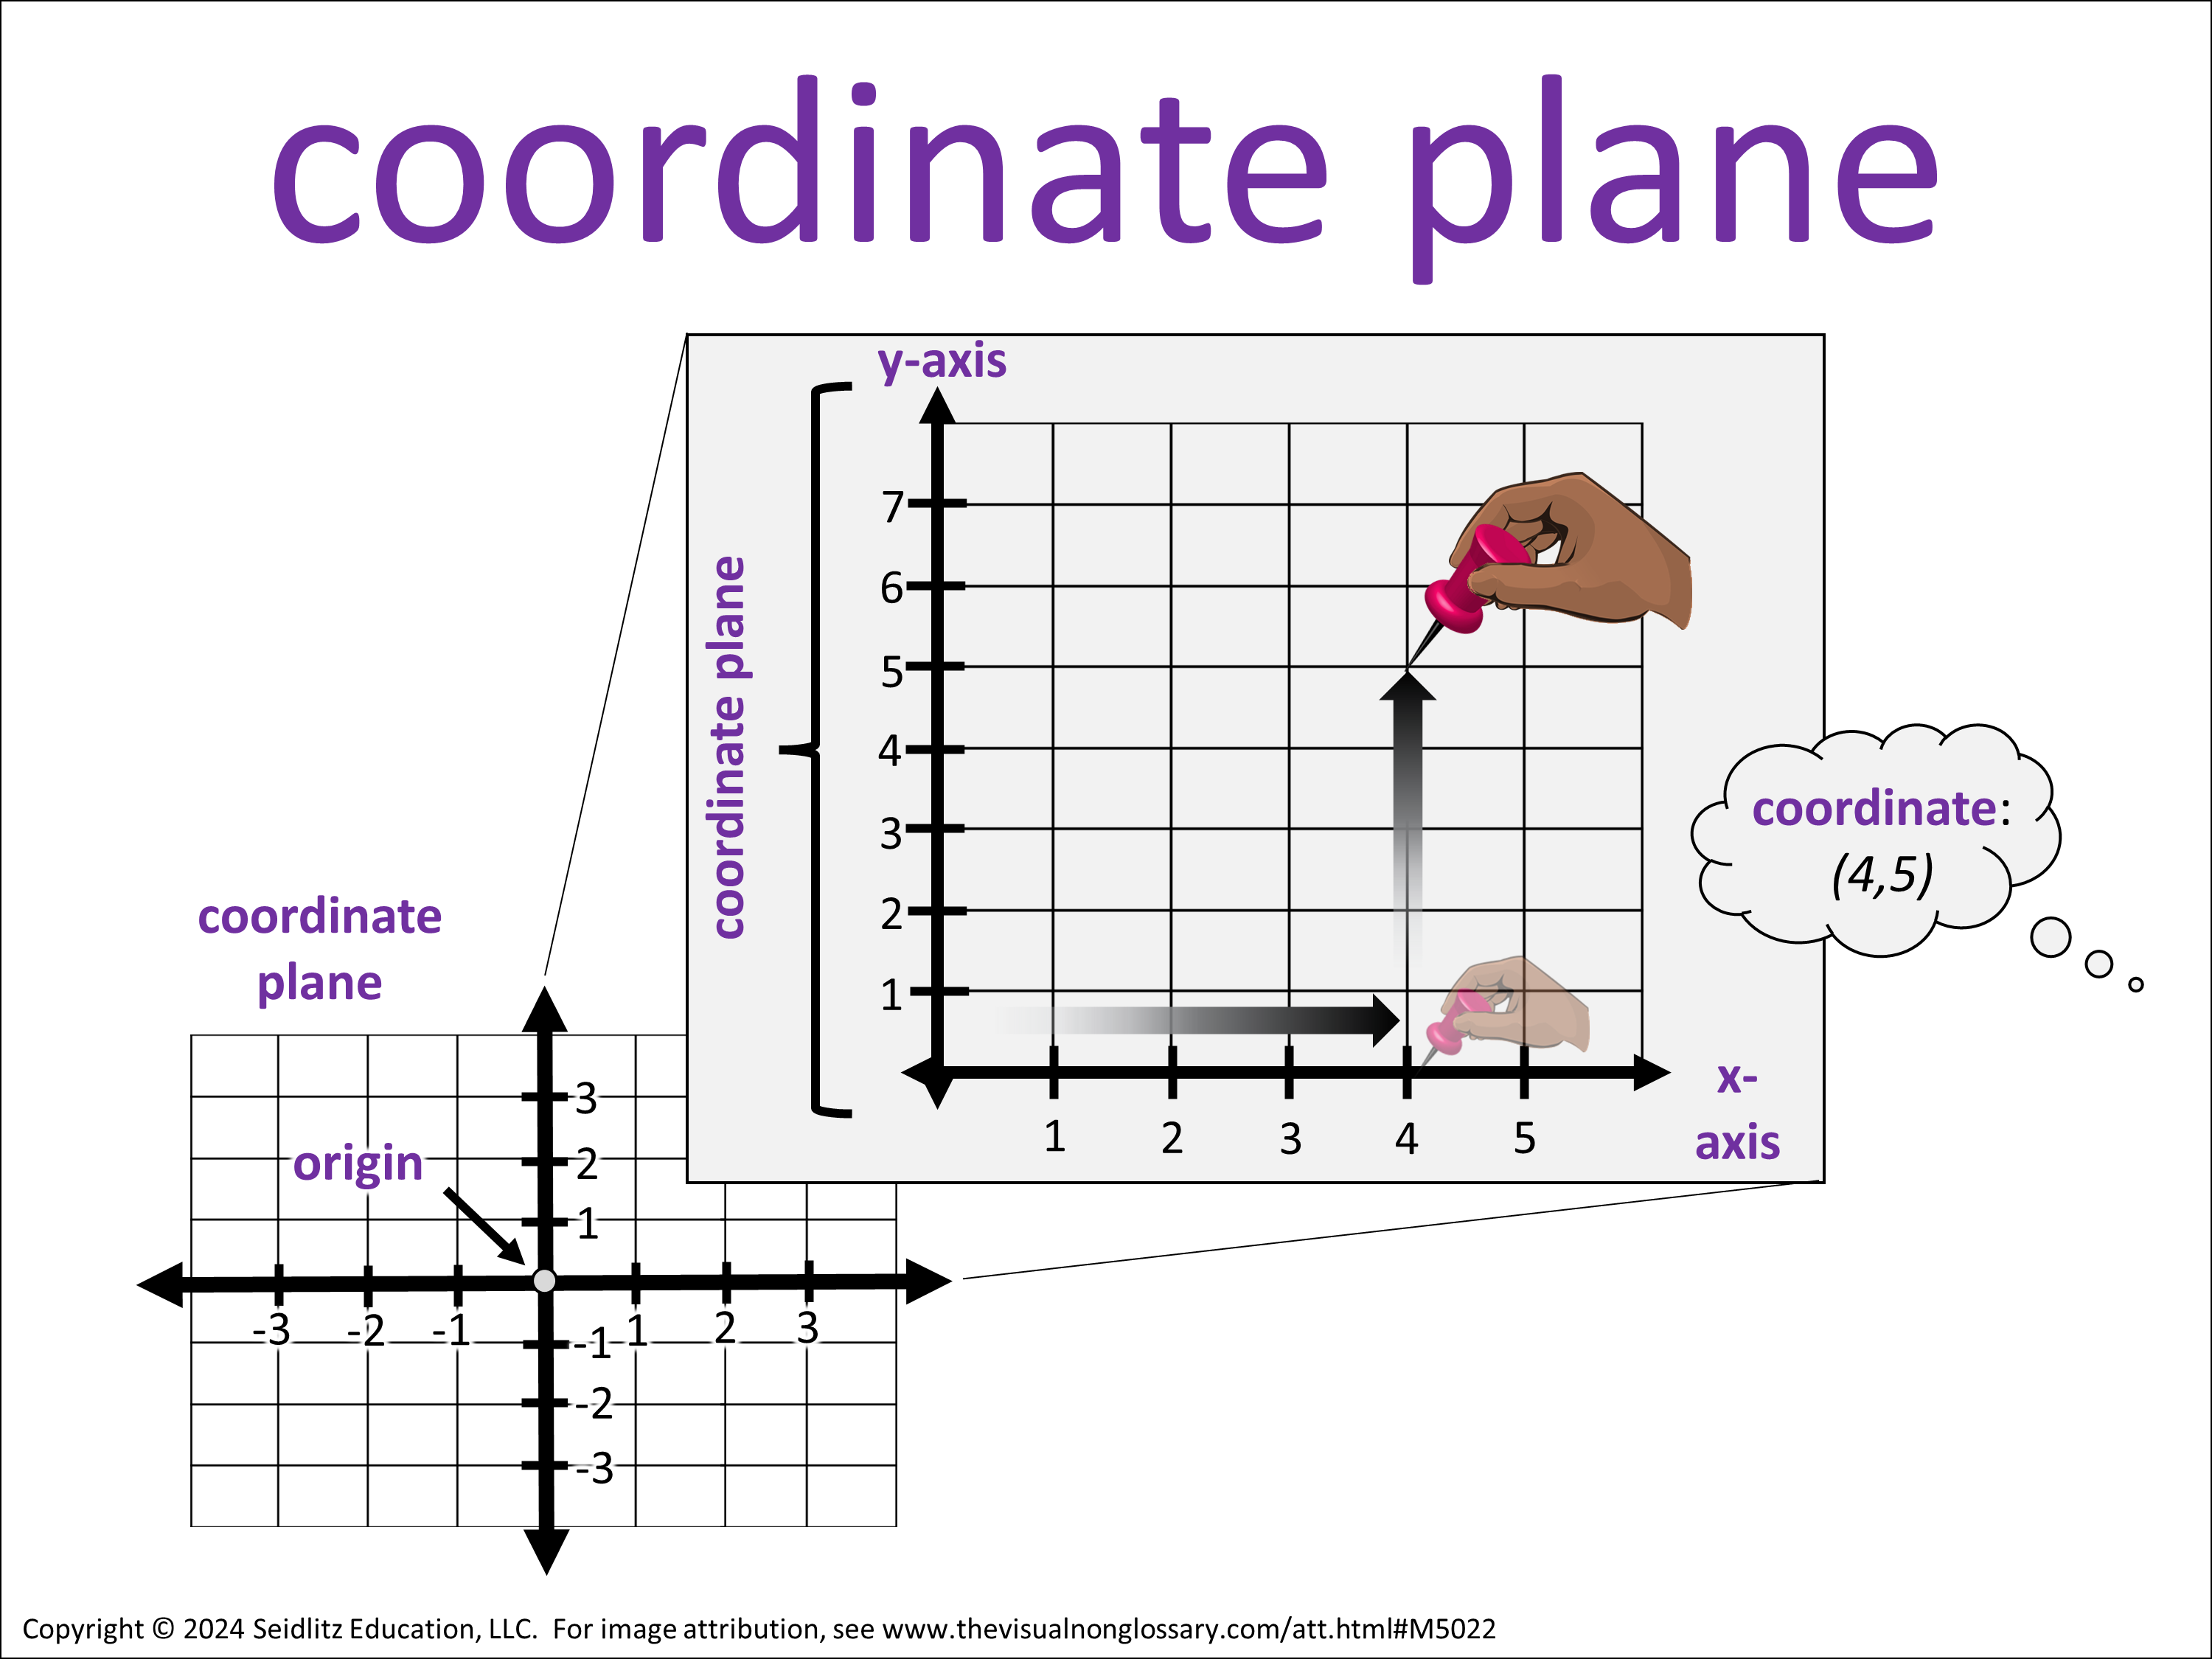 coordinate plane
y-axis
7
6
5
4
3
2
1
coordinate plane
1 2 3 4 5
x-
axis
coordinate:
(4,5)
coordinate
plane
origin
3
2
1
-3 -2 -1 1 2 3
-1
-2
-3
Copyright © 2024 Seidlitz Education, LLC. For image attribution, see www.thevisualnonglossary.com/att.html#M5022